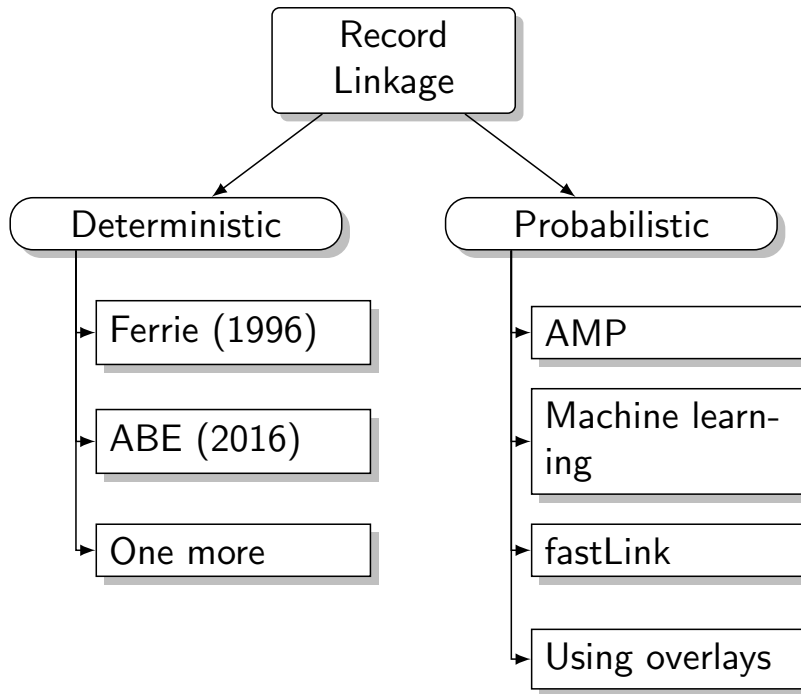 Record
Linkage
Deterministic
Ferrie (1996)
ABE (2016)
One more
Probabilistic
AMP
Machine learn-
ing
fastLink
Using overlays